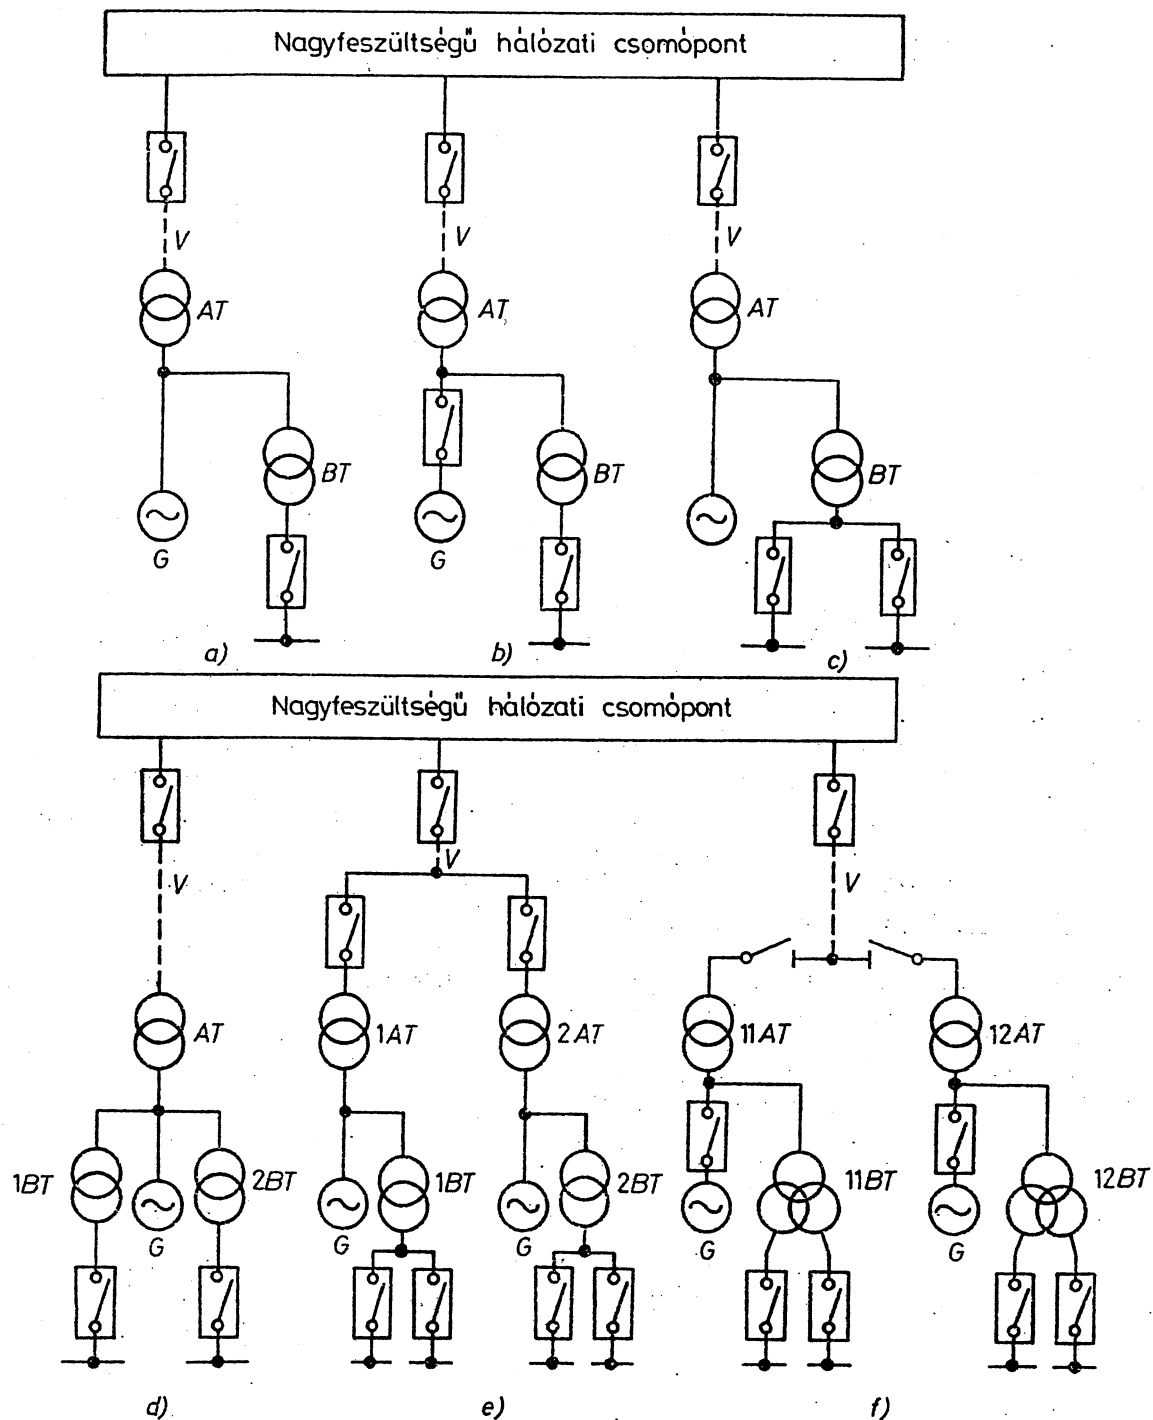 Nagyfeszültségű hálózati csomópont
V V V
AT AT AT
BT BT BT
G G
a) b) c)
Nagyfeszültségű hálózati csomópont
V V V
AT 1AT 2AT 11AT 12AT
1BT 2BT 1BT 2BT 11BT 12BT
G G G G G
d) e) f)